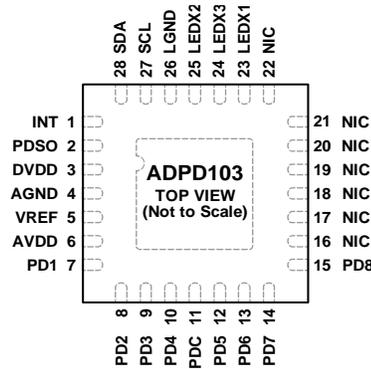 28 SDA
27 SCL
26 LGND
25 LEDX2
24 LEDX3
23 LEDX1
22 NIC
INT 1
PDSO 2
DVDD 3
AGND 4
VREF 5
AVDD 6
PD1 7
ADPD103
TOP VIEW
(Not to Scale)
21 NIC
20 NIC
19 NIC
18 NIC
17 NIC
16 NIC
15 PD8
PD2 8
PD3 9
PD4 10
PDC 11
PD5 12
PD6 13
PD7 14